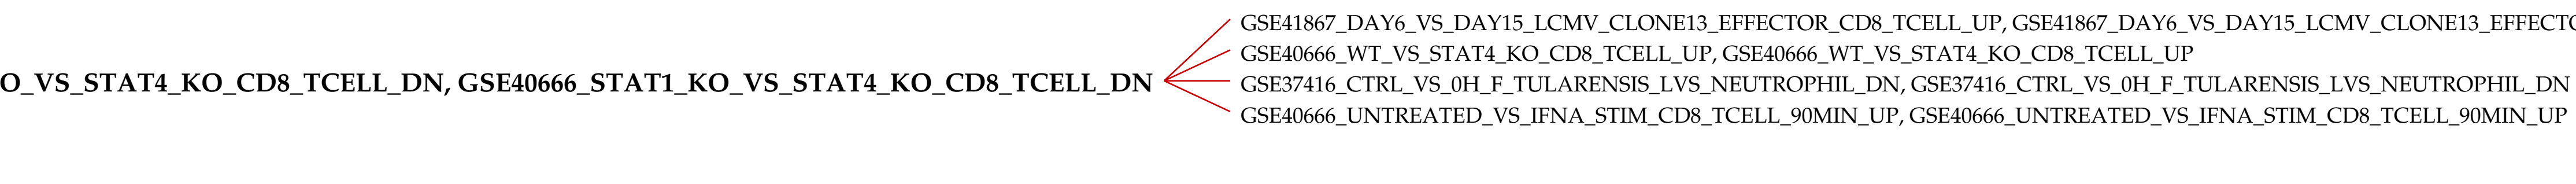 GSE41867_DAY6_VS_DAY15_LCMV_CLONE13_EFFECTOR_CD8_TCELL_UP, GSE41867_DAY6_VS_DAY15_LCMV_CLONE13_EFFECTO
GSE40666_WT_VS_STAT4_KO_CD8_TCELL_UP, GSE40666_WT_VS_STAT4_KO_CD8_TCELL_UP
O_VS_STAT4_KO_CD8_TCELL_DN, GSE40666_STAT1_KO_VS_STAT4_KO_CD8_TCELL_DN
GSE37416_CTRL_VS_0H_F_TULARENSIS_LVS_NEUTROPHIL_DN, GSE37416_CTRL_VS_0H_F_TULARENSIS_LVS_NEUTROPHIL_DN
GSE40666_UNTREATED_VS_IFNA_STIM_CD8_TCELL_90MIN_UP, GSE40666_UNTREATED_VS_IFNA_STIM_CD8_TCELL_90MIN_UP